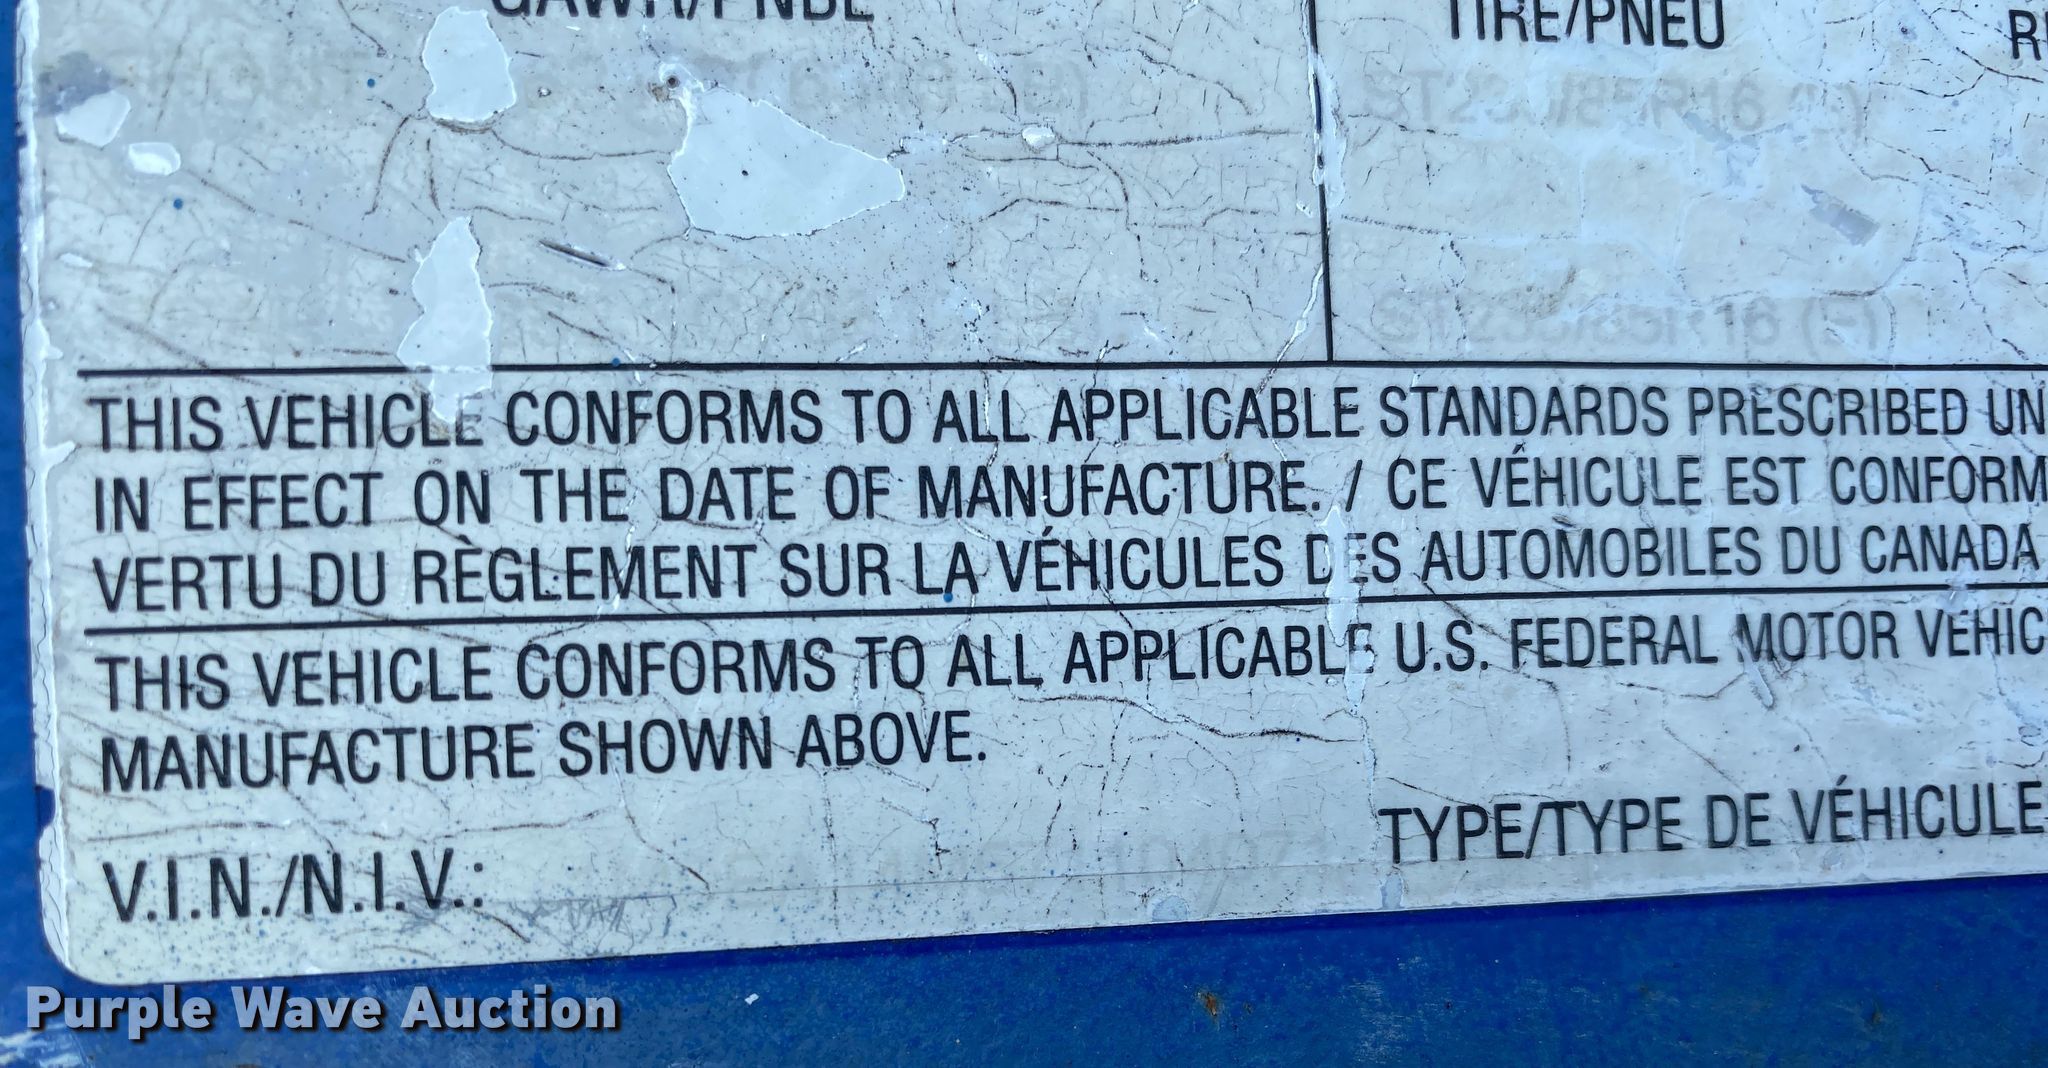 GAWR/PNBE TIRE/PNEU
THIS VEHICLE CONFORMS TO ALL APPLICABLE STANDARDS PRESCRIBED UN
IN EFFECT ON THE DATE OF MANUFACTURE. / CE VÉHICULE EST CONFORM
VERTU DU RÈGLEMENT SUR LA VÉHICULES DES AUTOMOBILES DU CANADA
THIS VEHICLE CONFORMS TO ALL APPLICABLE U.S. FEDERAL MOTOR VEHIC
MANUFACTURE SHOWN ABOVE.
V.I.N./N.I.V.: TYPE/TYPE DE VÉHICULE
Purple Wave Auction